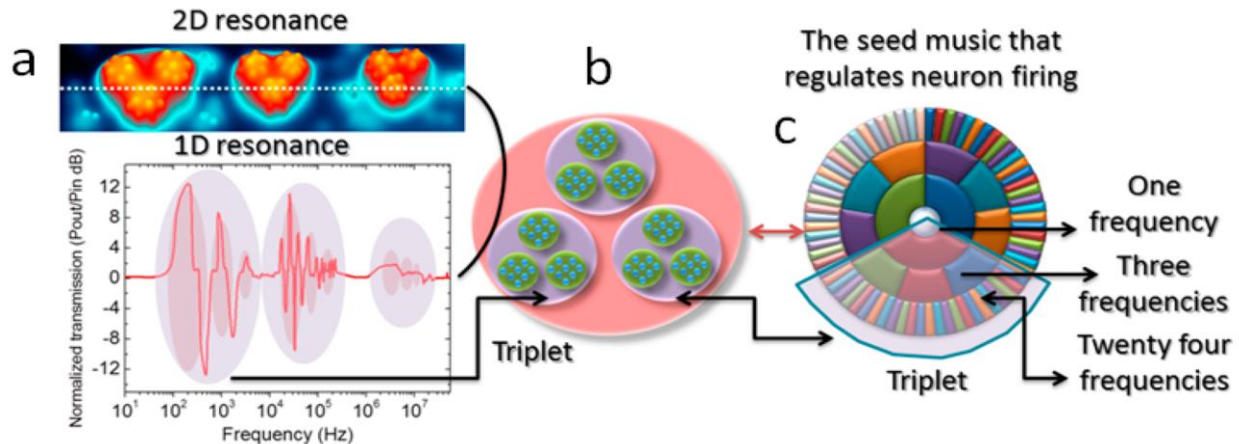 2D resonance
a
1D resonance
Normalized transmission (Pout/Pin dB)
12
8
4
0
-4
-8
-12
10¹ 10² 10³ 10⁴ 10⁵ 10⁶ 10⁷
Frequency (Hz)
b
Triplet
The seed music that
regulates neuron firing
c
One
frequency
Three
frequencies
Twenty four
frequencies
Triplet